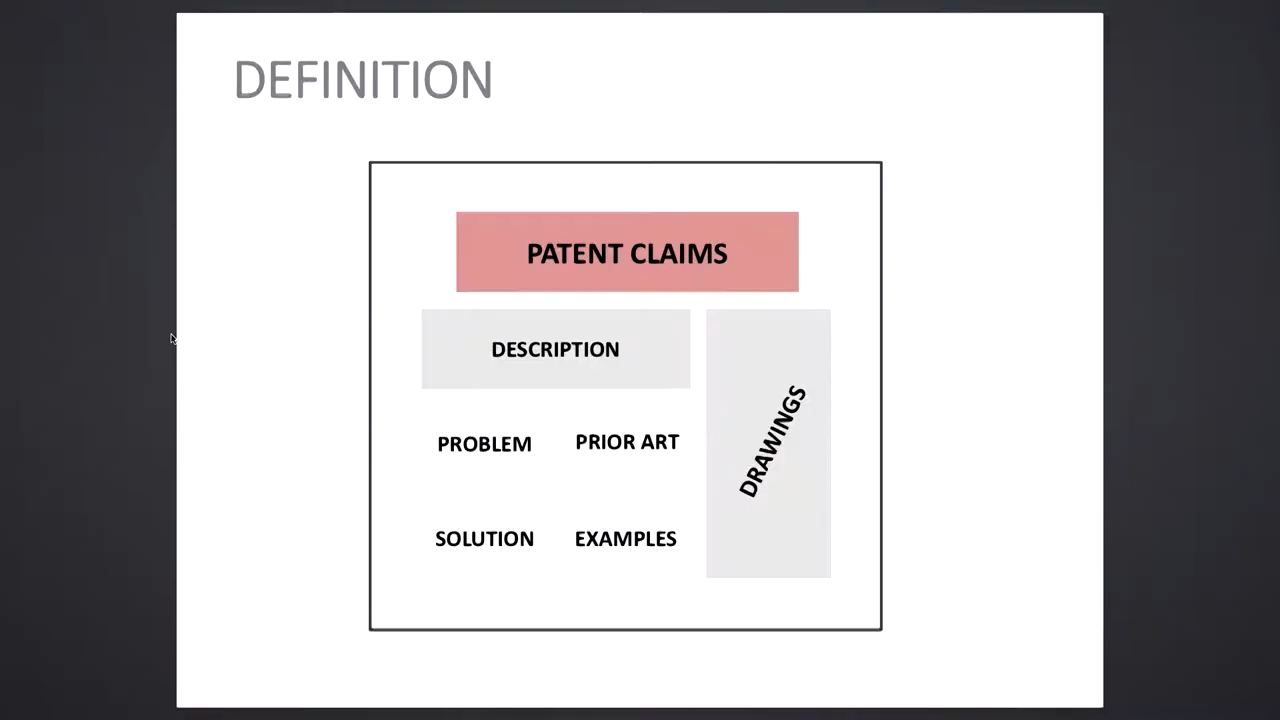 DEFINITION
PATENT CLAIMS
DESCRIPTION
DRAWINGS
PROBLEM
PRIOR ART
SOLUTION
EXAMPLES